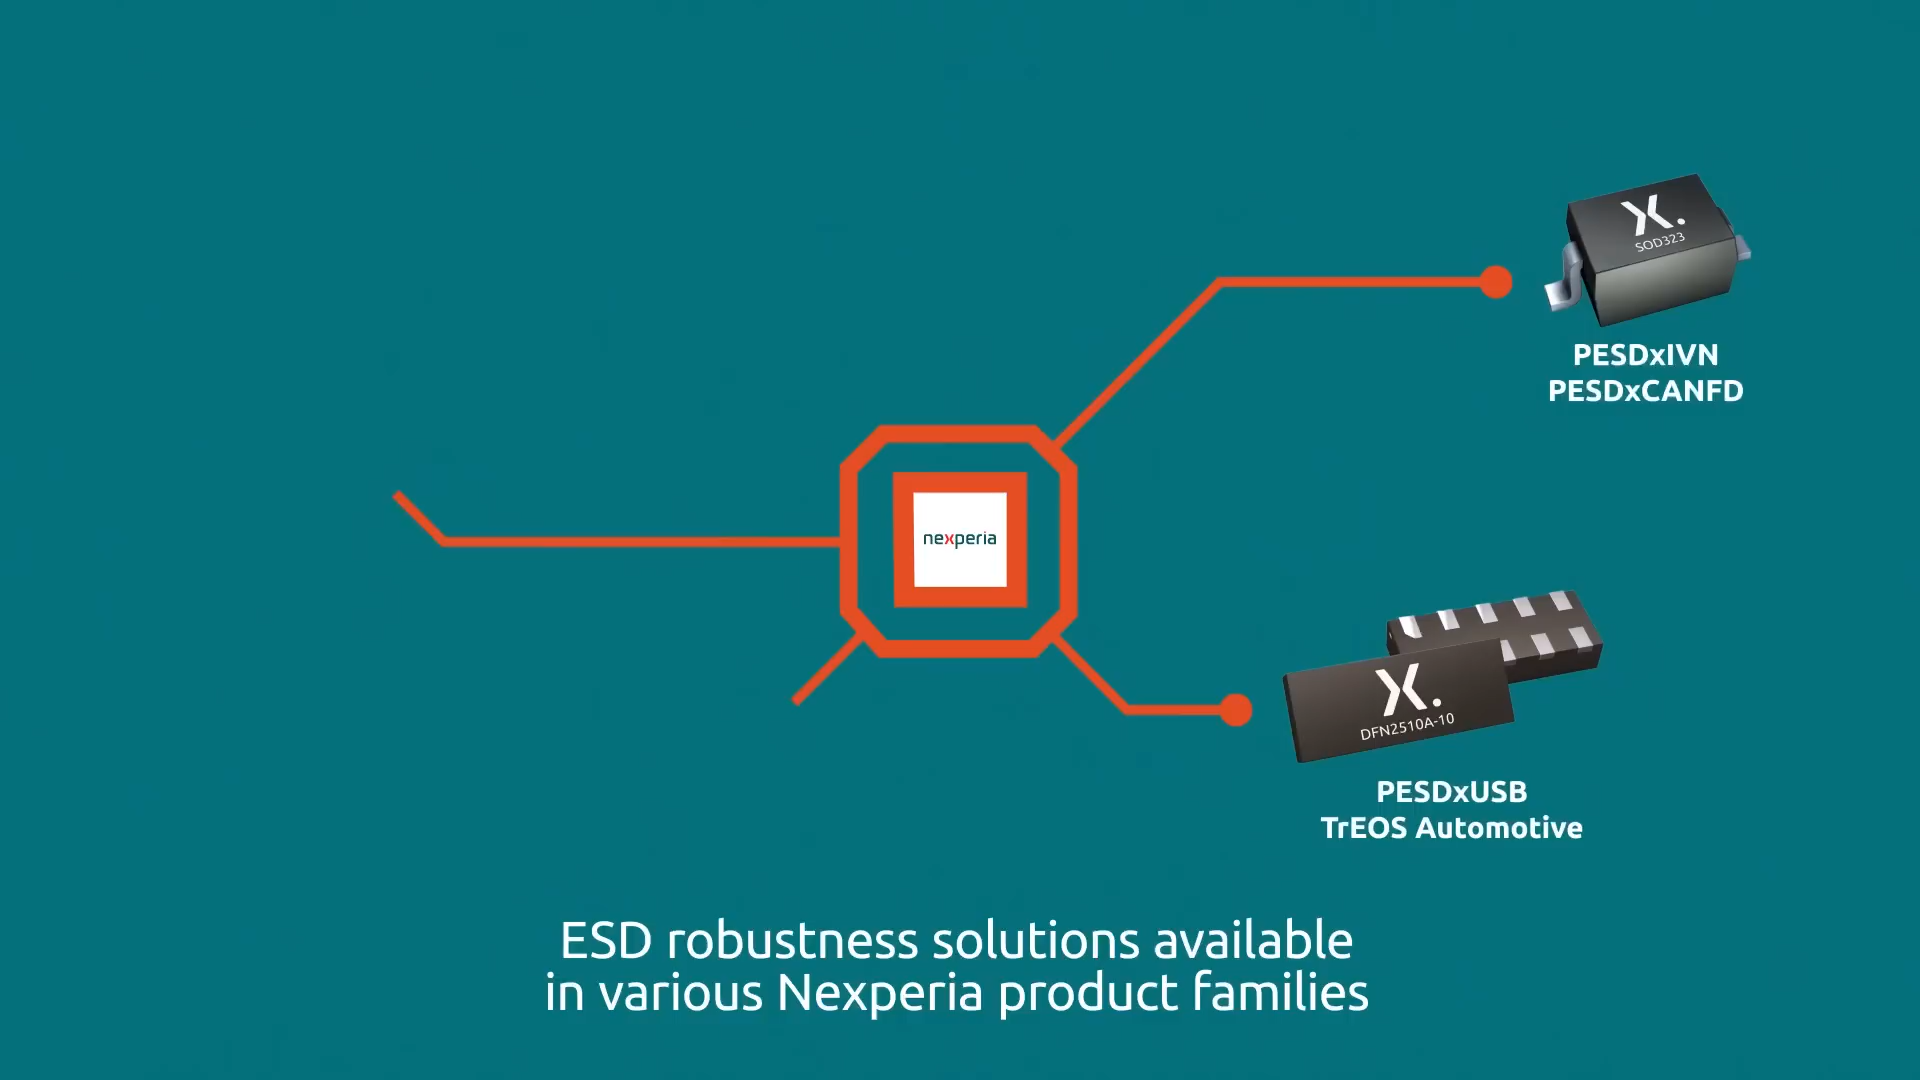 X.
SOD323
PESDxIVN
PESDxCANFD
nexperia
X.
DFN2510A-10
PESDxUSB
TrEOS Automotive
ESD robustness solutions available
in various Nexperia product families